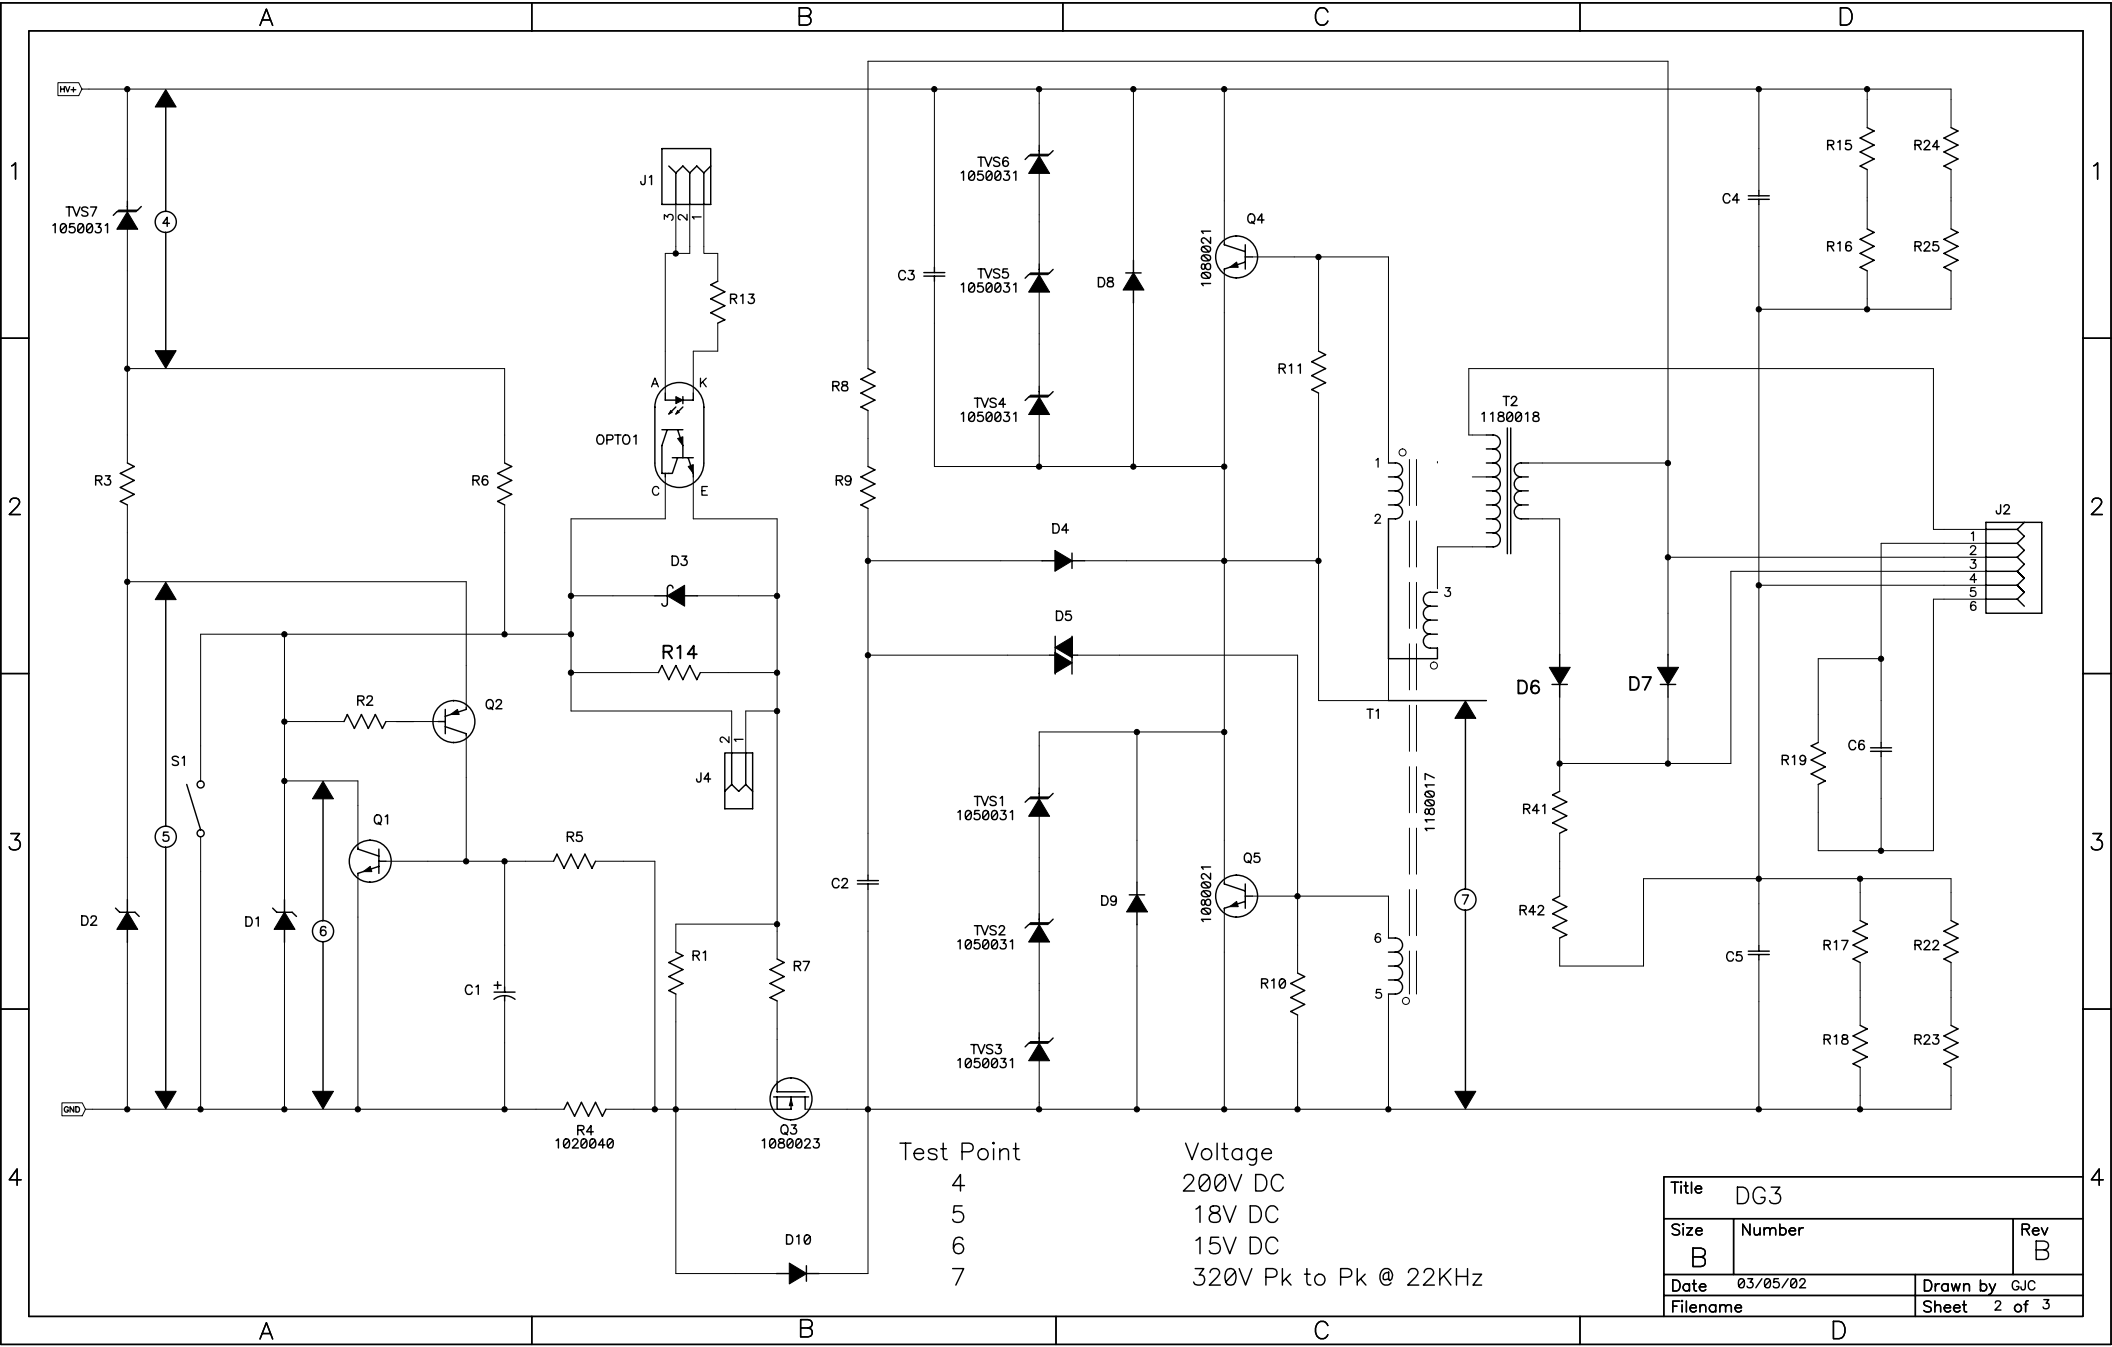 A B C D
HV+
1 1
J1
3 2 1
TVS7
1050031
4
TVS6
1050031
Q4
1080021
C3
TVS5
1050031
D8
R13
C4
R15
R24
R16
R25
A K
OPTO1
C E
R8
TVS4
1050031
R11
T2
1180018
R3
R6
R9
1
2
2 2
D4
J2
1
2
3
4
5
6
D3
3
D5
R14
D6
D7
R2
Q2
T1
2 1
J4
S1
R19
C6
TVS1
1050031
1180017
R41
Q1
5
R5
3 3
C2
Q5
1080021
7
D9
R42
D2
D1
6
TVS2
1050031
6
R1
R7
C5
R17
R22
C1
+
R10
5
R18
R23
TVS3
1050031
GND
R4
1020040
Q3
1080023
D10
Test Point Voltage
4 200V DC
5 18V DC
6 15V DC
7 320V Pk to Pk @ 22KHz
4 4
Title DG3
Size Number Rev
B B
Date 03/05/02 Drawn by GJC
Filename Sheet 2 of 3
A B C D